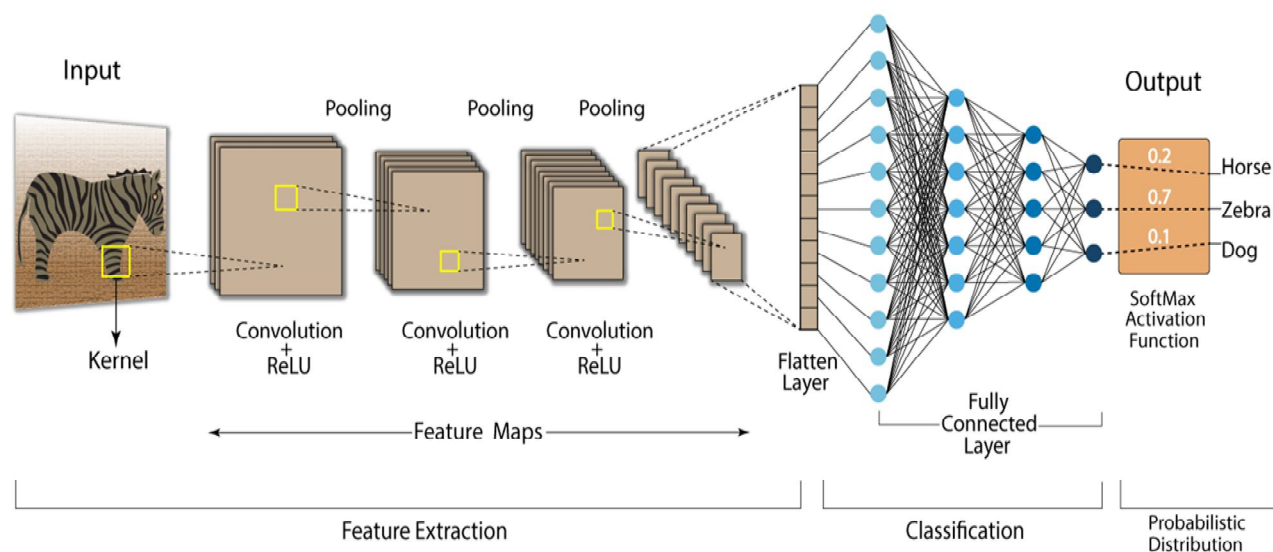 Input
Pooling
Pooling
Pooling
Output
0.2
Horse
0.7
Zebra
0.1
Dog
SoftMax
Activation
Function
Kernel
Convolution
+
ReLU
Convolution
+
ReLU
Convolution
+
ReLU
Flatten
Layer
Fully
Connected
Layer
Feature Maps
Feature Extraction
Classification
Probabilistic
Distribution